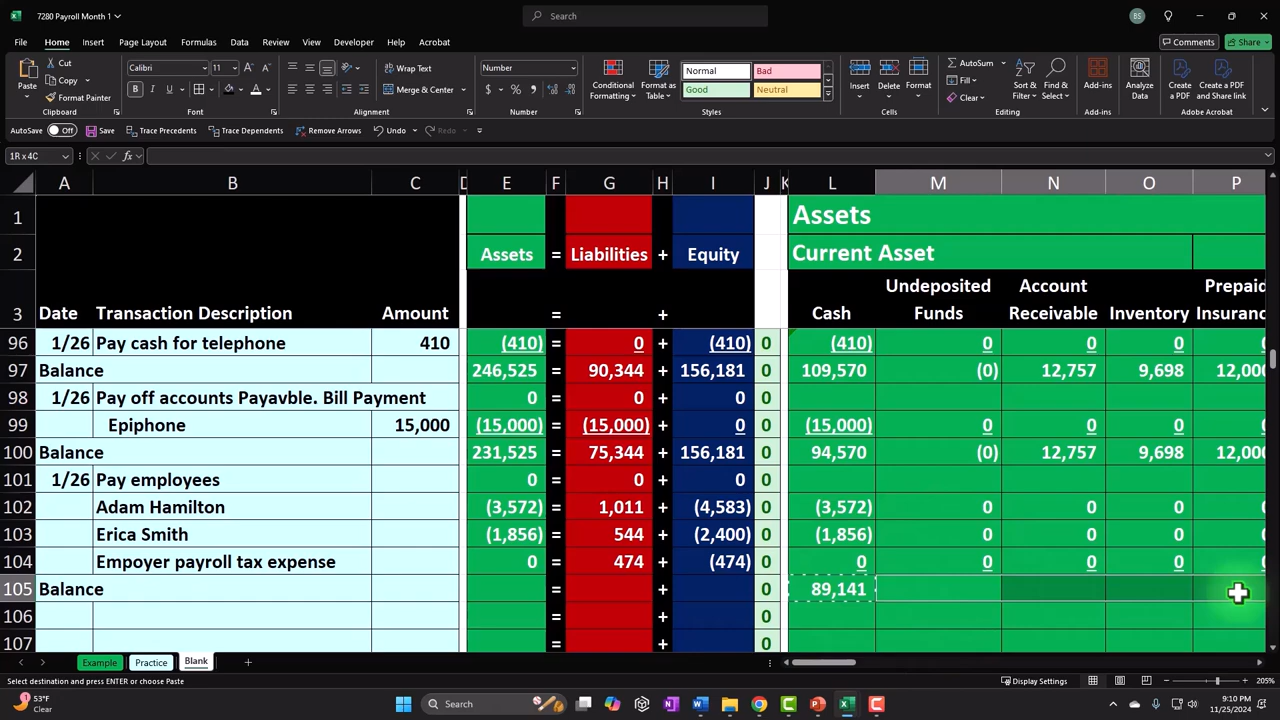 7280 Payroll Month 1
Search
BS
File Home Insert Page Layout Formulas Data Review View Developer Help Acrobat
Comments Share
Paste Cut Copy Format Painter
Calibri 11
Wrap Text
Merge & Center
Number
Conditional Formatting Format as Table
Normal Bad
Good Neutral
Insert Delete Format
AutoSum
Fill
Clear
Sort & Filter Find & Select
Add-ins
Analyze Data
Create a PDF Create a PDF and Share
Clipboard Font Alignment Number Styles Cells Editing Add-ins Adobe Acrobat
AutoSave Off Save Trace Precedents Trace Dependents Remove Arrows Undo Redo
1R x 4C fx
A B C D E F G H I J K L M N O P
1 Assets
2 Assets = Liabilities + Equity Current Asset
Undeposited Account Prepaid
3 Date Transaction Description Amount = + Cash Funds Receivable Inventory
96 1/26 Pay cash for telephone 410 (410) = 0 + (410) 0 (410) 0 0 0
97 Balance 246,525 = 90,344 + 156,181 0 109,570 (0) 12,757 9,698 12,000
98 1/26 Pay off accounts Payavble. Bill Payment 0 = 0 + 0 0
99 Epiphone 15,000 (15,000) = (15,000) + 0 0 (15,000) 0 0 0
100 Balance 231,525 = 75,344 + 156,181 0 94,570 (0) 12,757 9,698 12,000
101 1/26 Pay employees 0 = 0 + 0 0
102 Adam Hamilton (3,572) = 1,011 + (4,583) 0 (3,572) 0 0 0
103 Erica Smith (1,856) = 544 + (2,400) 0 (1,856) 0 0 0
104 Empoyer payroll tax expense 0 = 474 + (474) 0 0 0 0 0
105 Balance = + 0 89,141
106 = + 0
107 = + 0
Example Practice Blank
Select destination and press ENTER or choose Paste
Display Settings
205%
53°F
Clear
Search
9:10 PM
11/25/2024